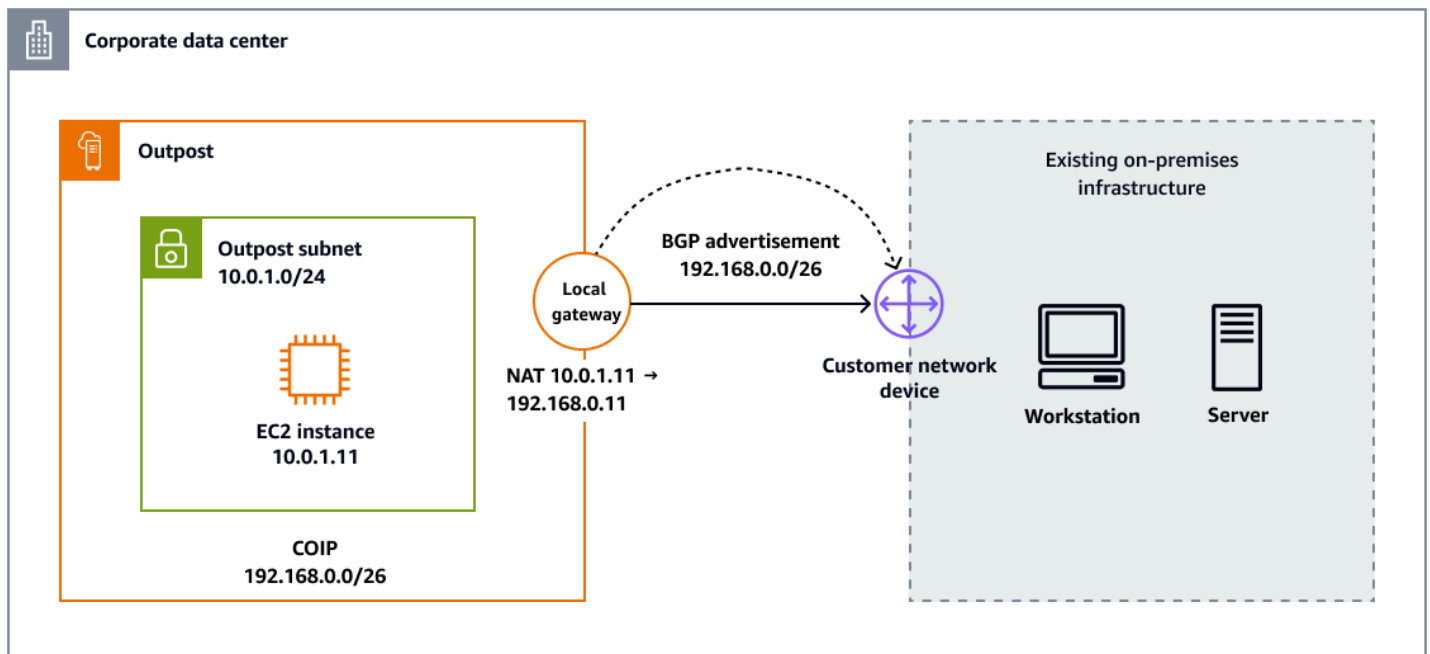 Corporate data center
Outpost
Outpost subnet
10.0.1.0/24
EC2 instance
10.0.1.11
COIP
192.168.0.0/26
Local
gateway
NAT 10.0.1.11 →
192.168.0.11
BGP advertisement
192.168.0.0/26
Customer network
device
Existing on-premises
infrastructure
Workstation
Server